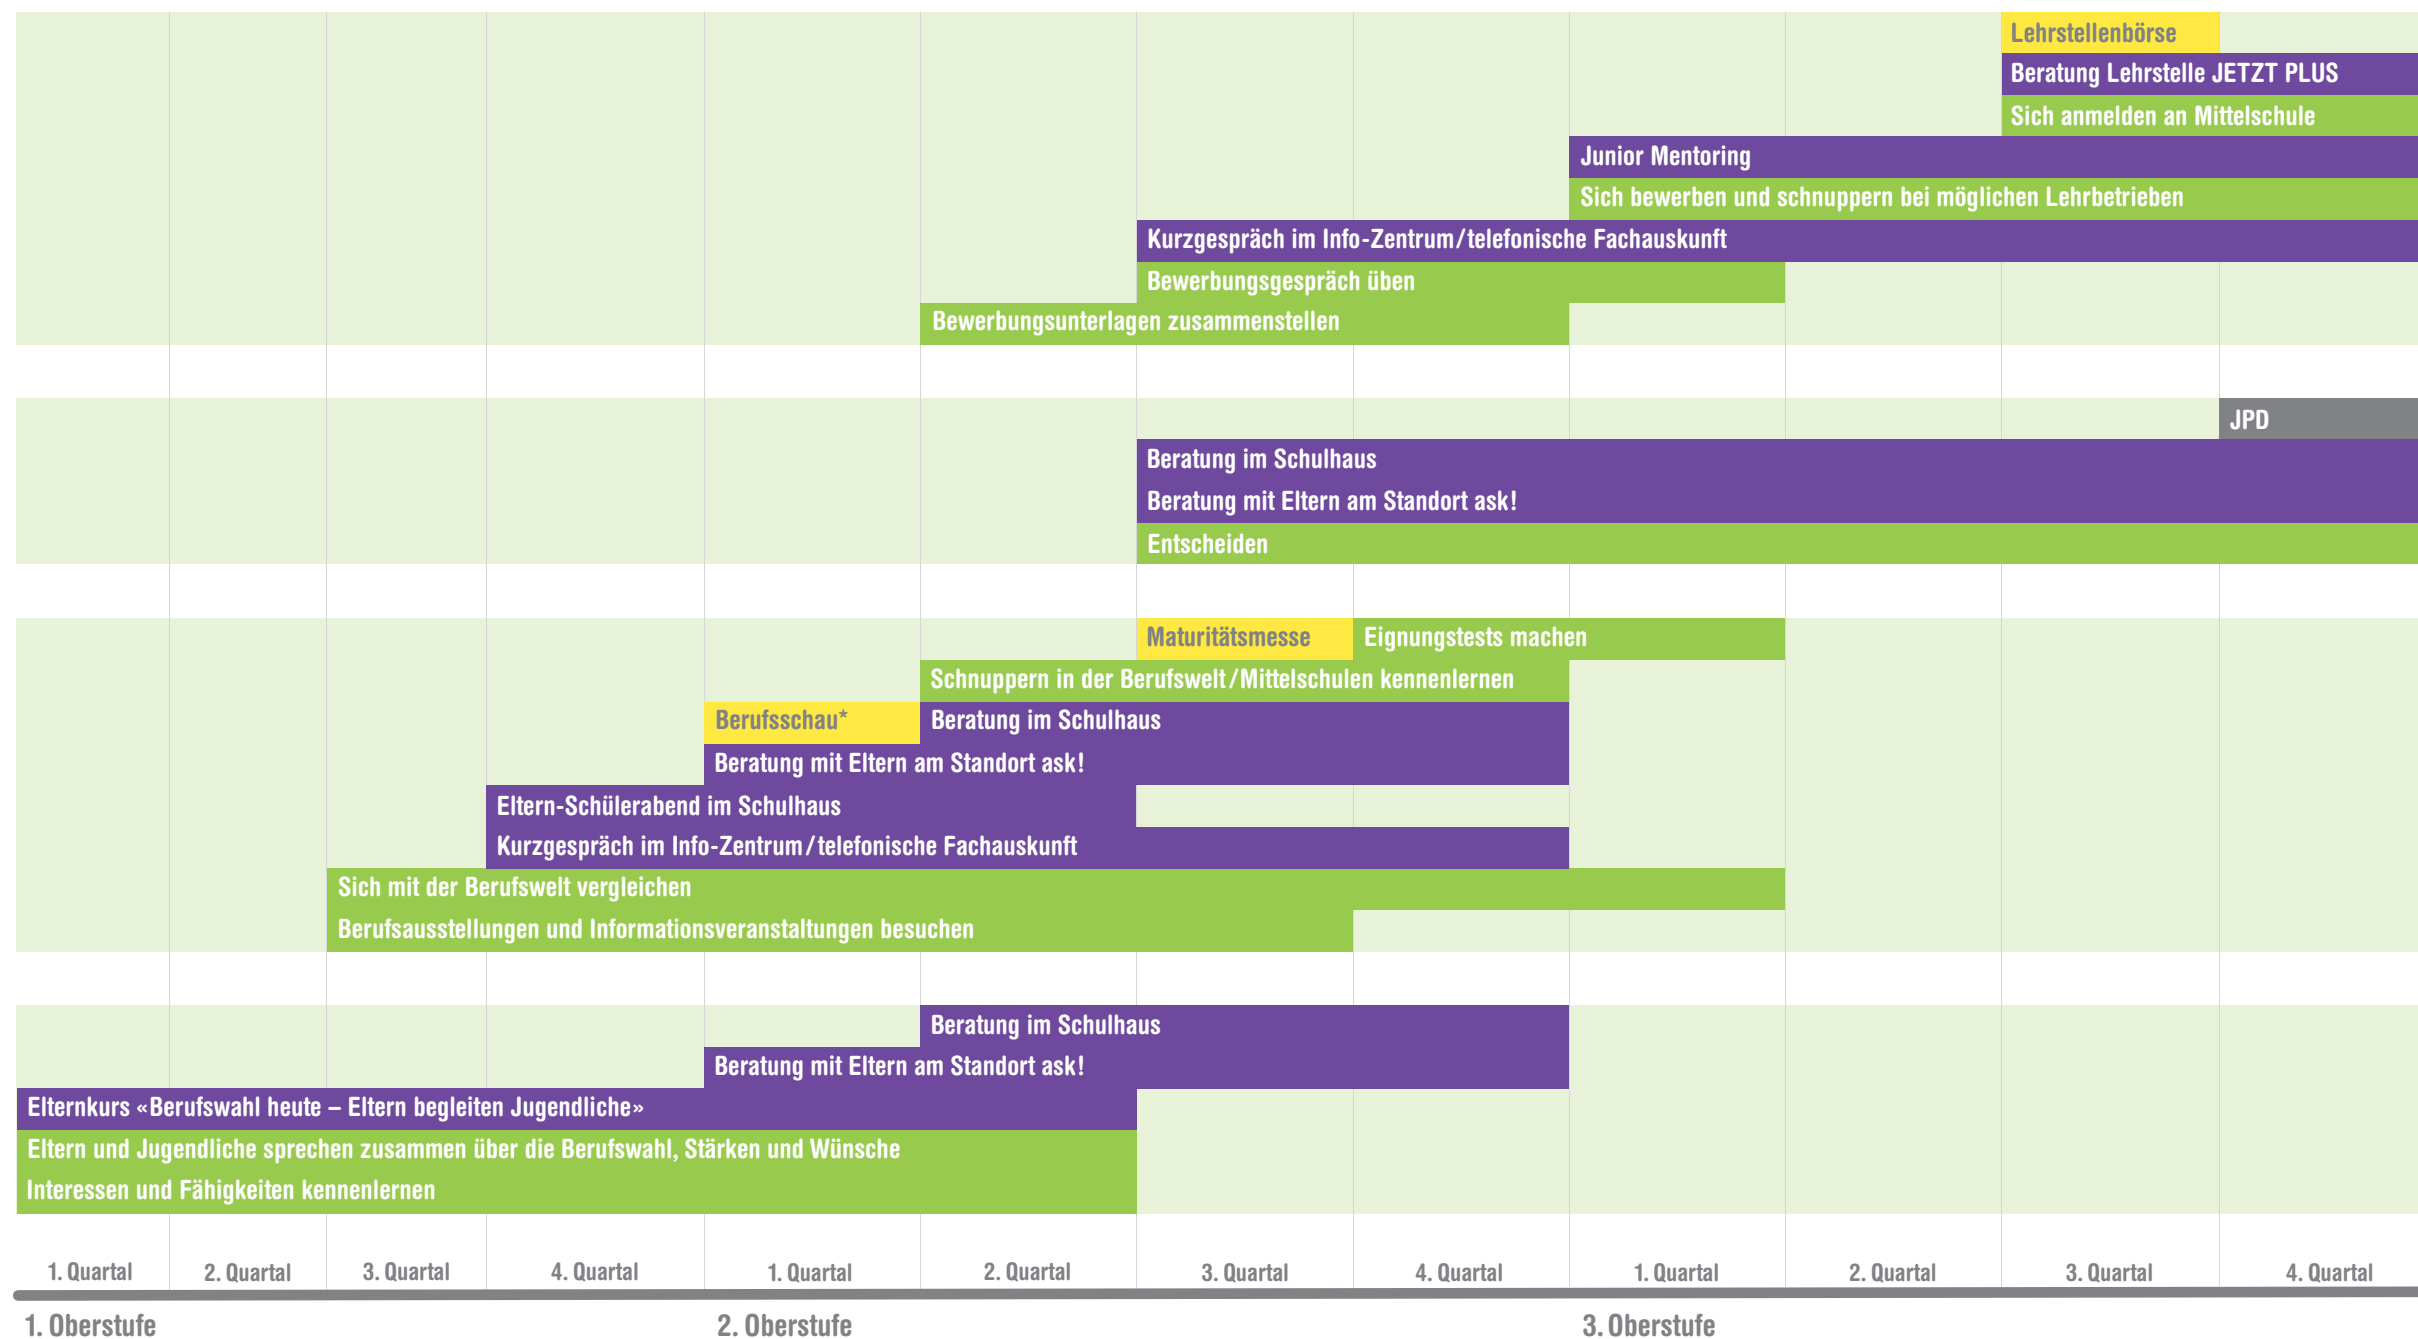 Lehrstellenbörse
Beratung Lehrstelle JETZT PLUS
Sich anmelden an Mittelschule
Junior Mentoring
Sich bewerben und schnuppern bei möglichen Lehrbetrieben
Kurzgespräch im Info-Zentrum/telefonische Fachauskunft
Bewerbungsgespräch üben
Bewerbungsunterlagen zusammenstellen
JPD
Beratung im Schulhaus
Beratung mit Eltern am Standort ask!
Entscheiden
Maturitätsmesse Eignungstests machen
Schnuppern in der Berufswelt/Mittelschulen kennenlernen
Berufsschau* Beratung im Schulhaus
Beratung mit Eltern am Standort ask!
Eltern-Schülerabend im Schulhaus
Kurzgespräch im Info-Zentrum/telefonische Fachauskunft
Sich mit der Berufswelt vergleichen
Berufsausstellungen und Informationsveranstaltungen besuchen
Beratung im Schulhaus
Beratung mit Eltern am Standort ask!
Elternkurs «Berufswahl heute – Eltern begleiten Jugendliche»
Eltern und Jugendliche sprechen zusammen über die Berufswahl, Stärken und Wünsche
Interessen und Fähigkeiten kennenlernen
1. Quartal 2. Quartal 3. Quartal 4. Quartal 1. Quartal 2. Quartal 3. Quartal 4. Quartal 1. Quartal 2. Quartal 3. Quartal 4. Quartal
1. Oberstufe 2. Oberstufe 3. Oberstufe